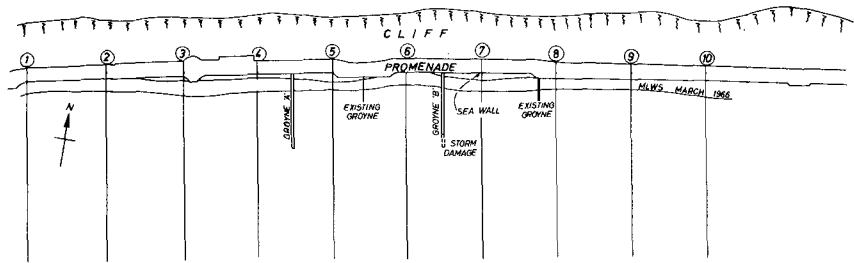 CLIFF
1 2 3 4 5 6 7 8 9 10
PROMENADE
N
GROYNE 'A'
EXISTING
GROYNE
GROYNE 'B'
SEA WALL
STORM
DAMAGE
EXISTING
GROYNE
MLWS MARCH 1966